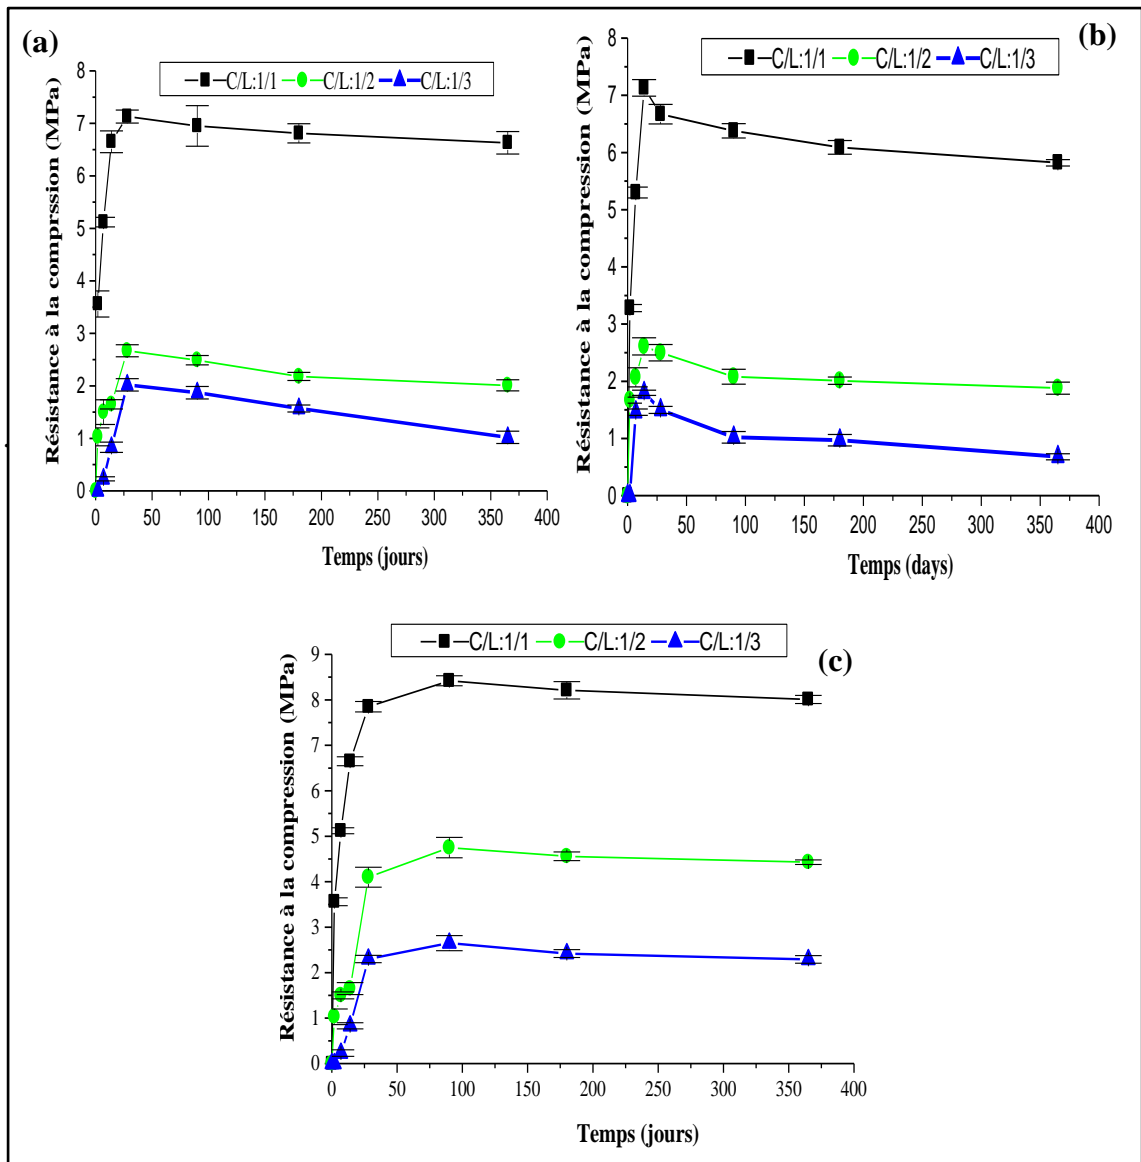 (a)
C/L:1/1 C/L:1/2 C/L:1/3
Résistance à la comprssion (MPa)
8
7
6
5
4
3
2
1
0
0 50 100 150 200 250 300 350 400
Temps (jours)
(b)
C/L:1/1 C/L:1/2 C/L:1/3
Résistance à la compression (MPa)
8
7
6
5
4
3
2
1
0
0 50 100 150 200 250 300 350 400
Temps (days)
C/L:1/1 C/L:1/2 C/L:1/3
(c)
Résistance à la compression (MPa)
9
8
7
6
5
4
3
2
1
0
0 50 100 150 200 250 300 350 400
Temps (jours)